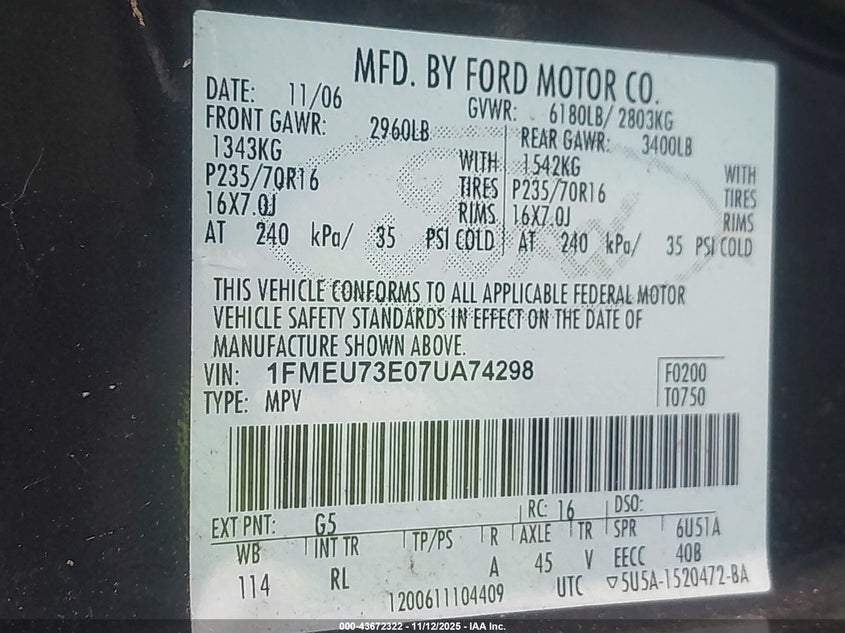 MFD. BY FORD MOTOR CO.
DATE: 11/06 GVWR: 6180LB/ 2803KG
FRONT GAWR: 2960LB REAR GAWR: 3400LB
1343KG WITH 1542KG WITH
P235/70R16 TIRES P235/70R16 TIRES
16X7.0J RIMS 16X7.0J RIMS
AT 240 kPa/ 35 PSI COLD AT 240 kPa/ 35 PSI COLD
THIS VEHICLE CONFORMS TO ALL APPLICABLE FEDERAL MOTOR
VEHICLE SAFETY STANDARDS IN EFFECT ON THE DATE OF
MANUFACTURE SHOWN ABOVE.
VIN: 1FMEU73E07UA74298 F0200
TYPE: MPV T0750
EXT PNT: G5 RC: 16 DSO:
WB INT TR TP/PS R AXLE TR SPR 6U51A
114 RL A 45 V EECC 40B
1200611104409 UTC ▽5U5A-1520472-BA
000-43672322 - 11/12/2025 - IAA Inc.